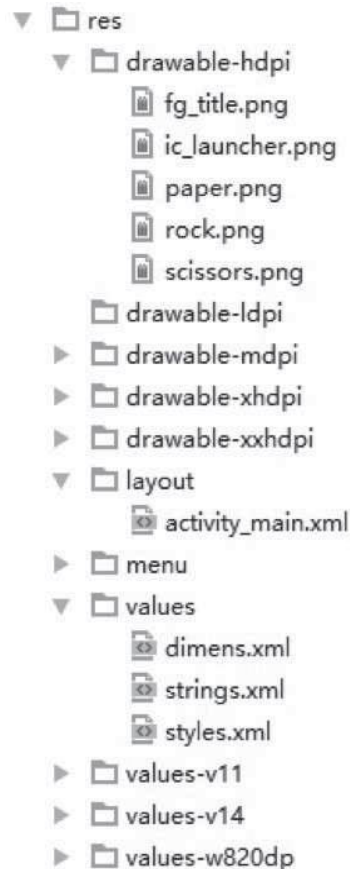 res
drawable-hdpi
fg_title.png
ic_launcher.png
paper.png
rock.png
scissors.png
drawable-ldpi
drawable-mdpi
drawable-xhdpi
drawable-xxhdpi
layout
activity_main.xml
menu
values
dimens.xml
strings.xml
styles.xml
values-v11
values-v14
values-w820dp